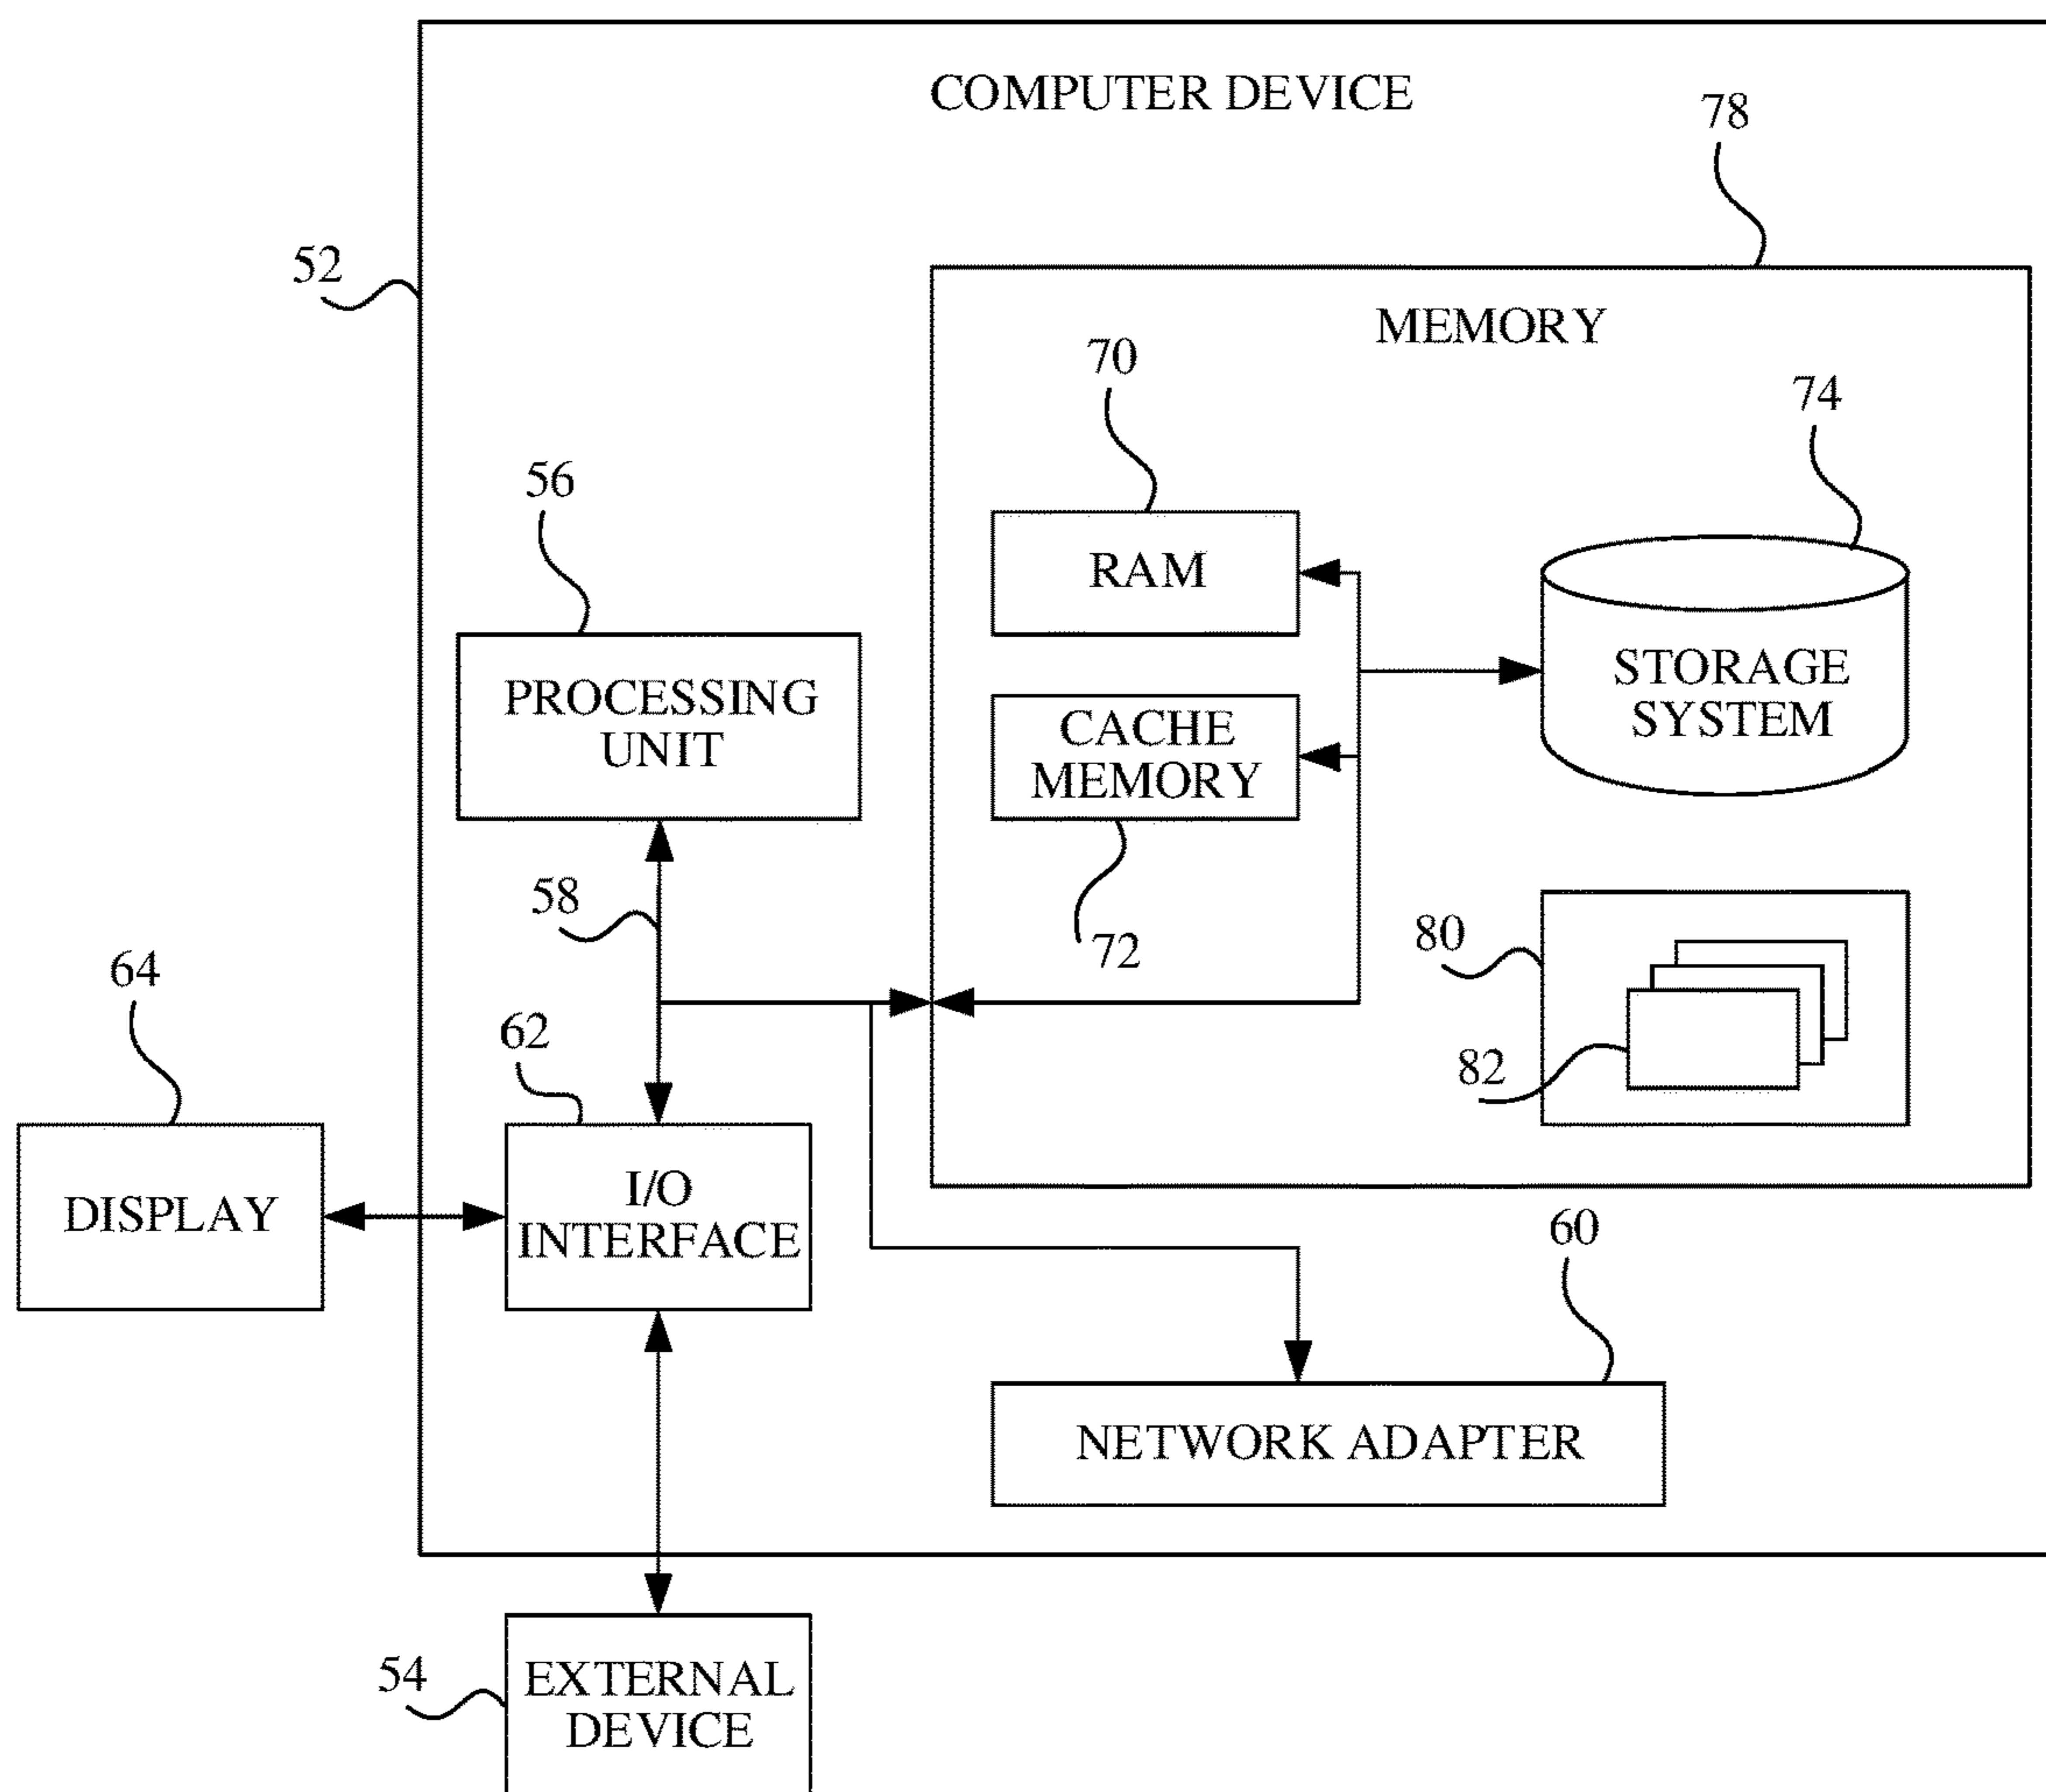 COMPUTER DEVICE
78
52
MEMORY
70
74
56
RAM
PROCESSING
UNIT
STORAGE
SYSTEM
CACHE
MEMORY
58
72
80
64
62
82
DISPLAY
I/O
INTERFACE
60
NETWORK ADAPTER
54
EXTERNAL
DEVICE